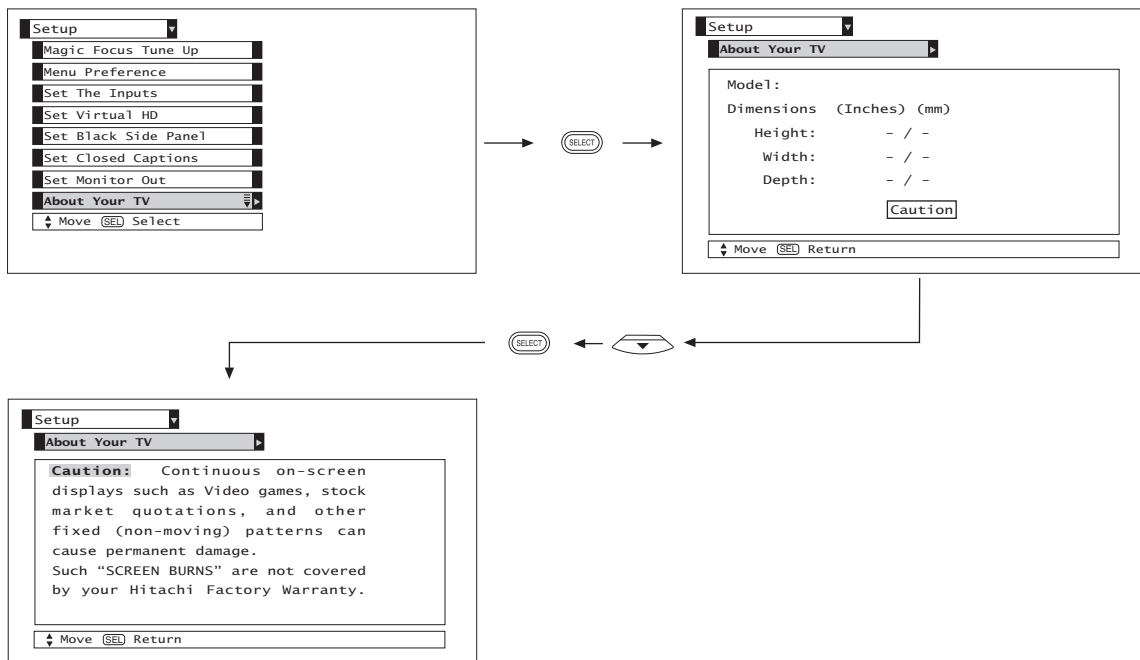 Setup
Magic Focus Tune Up
Menu Preference
Set The Inputs
Set Virtual HD
Set Black Side Panel
Set Closed Captions
Set Monitor Out
About Your TV
Move SEL Select
SELECT
Setup
About Your TV
Model:
Dimensions (Inches) (mm)
Height: - / -
Width: - / -
Depth: - / -
Caution
Move SEL Return
SELECT
Setup
About Your TV
Caution: Continuous on-screen
displays such as Video games, stock
market quotations, and other
fixed (non-moving) patterns can
cause permanent damage.
Such “SCREEN BURNS” are not covered
by your Hitachi Factory Warranty.
Move SEL Return